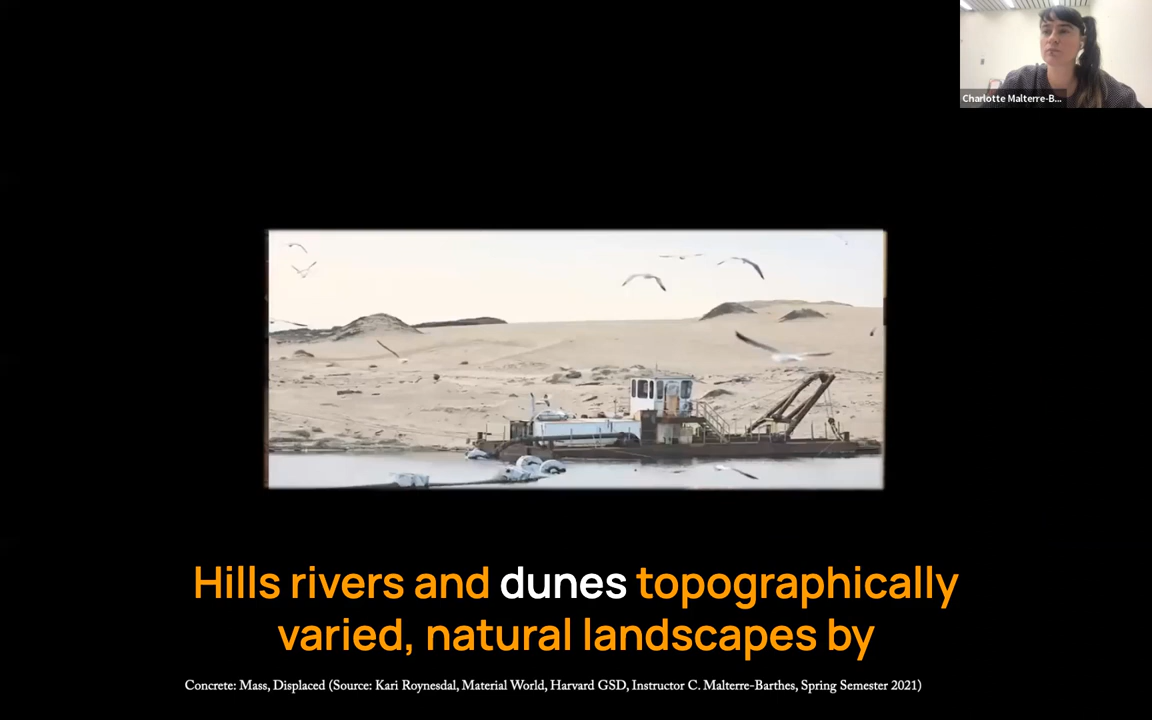 Charlotte Malterre-B...
Hills rivers and dunes topographically
varied, natural landscapes by
Concrete: Mass, Displaced (Source: Kari Roynesdal, Material World, Harvard GSD, Instructor C. Malterre-Barthes, Spring Semester 2021)